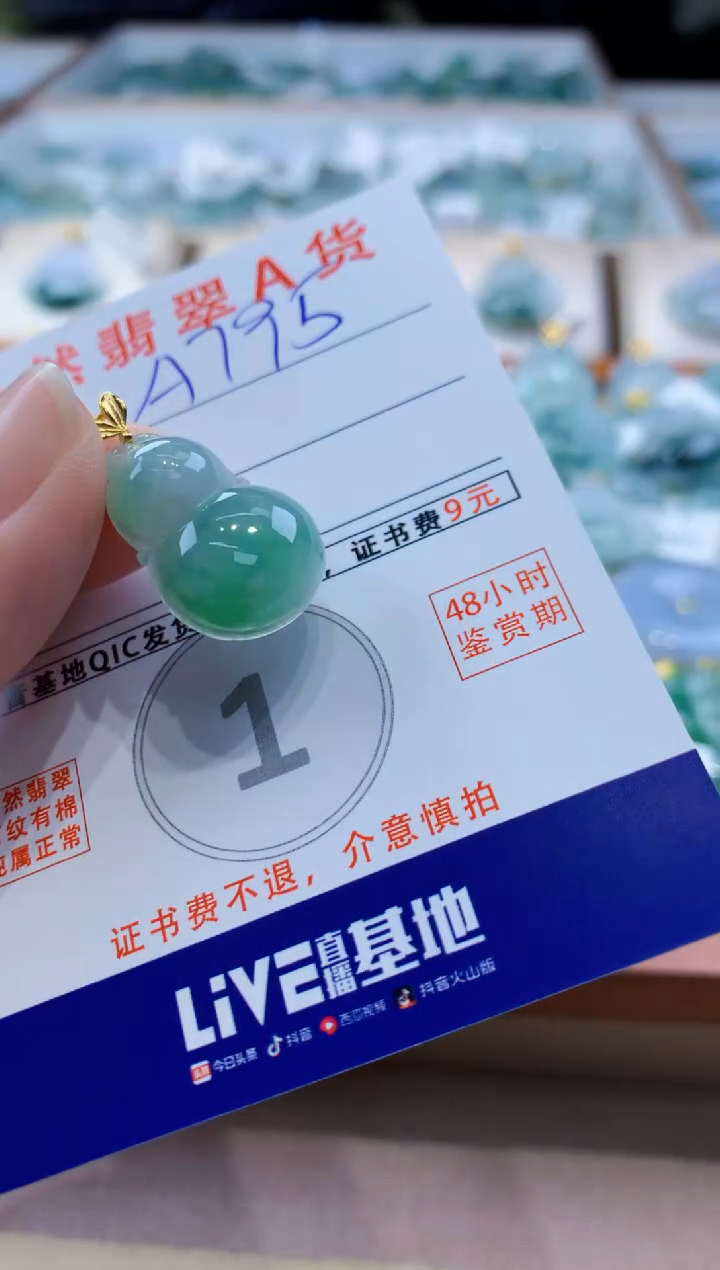 然翡翠A货
A795
，证书费9元
基地QIC发货
48小时
鉴赏期
1
然翡翠
纹有棉
属正常
证书费不退，介意慎拍
LiVE直播基地
今日头条 抖音 西瓜视频 抖音火山版